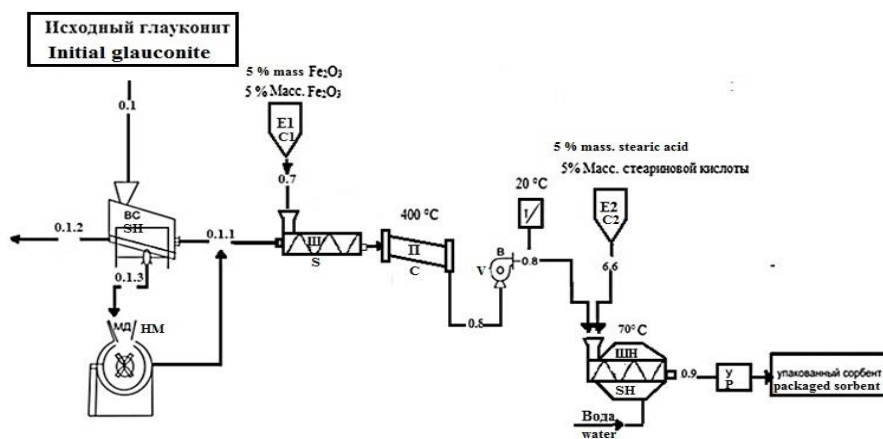 Исходный глауконит
Initial glauconite
5 % mass Fe₂O₃
5 % Масс. Fe₂O₃
0.1
E1
C1
5 % mass. stearic acid
5% Масс. стеариновой кислоты
0.7
20 °C
E2
C2
ВС
SH
400 °C
0.1.2
0.1.1
Ш
S
П
C
В
V
0.8
6.6
0.1.3
МД
HM
0.8
70°C
ШН
SH
0.9
У
P
упакованный сорбент
packaged sorbent
Вода
water